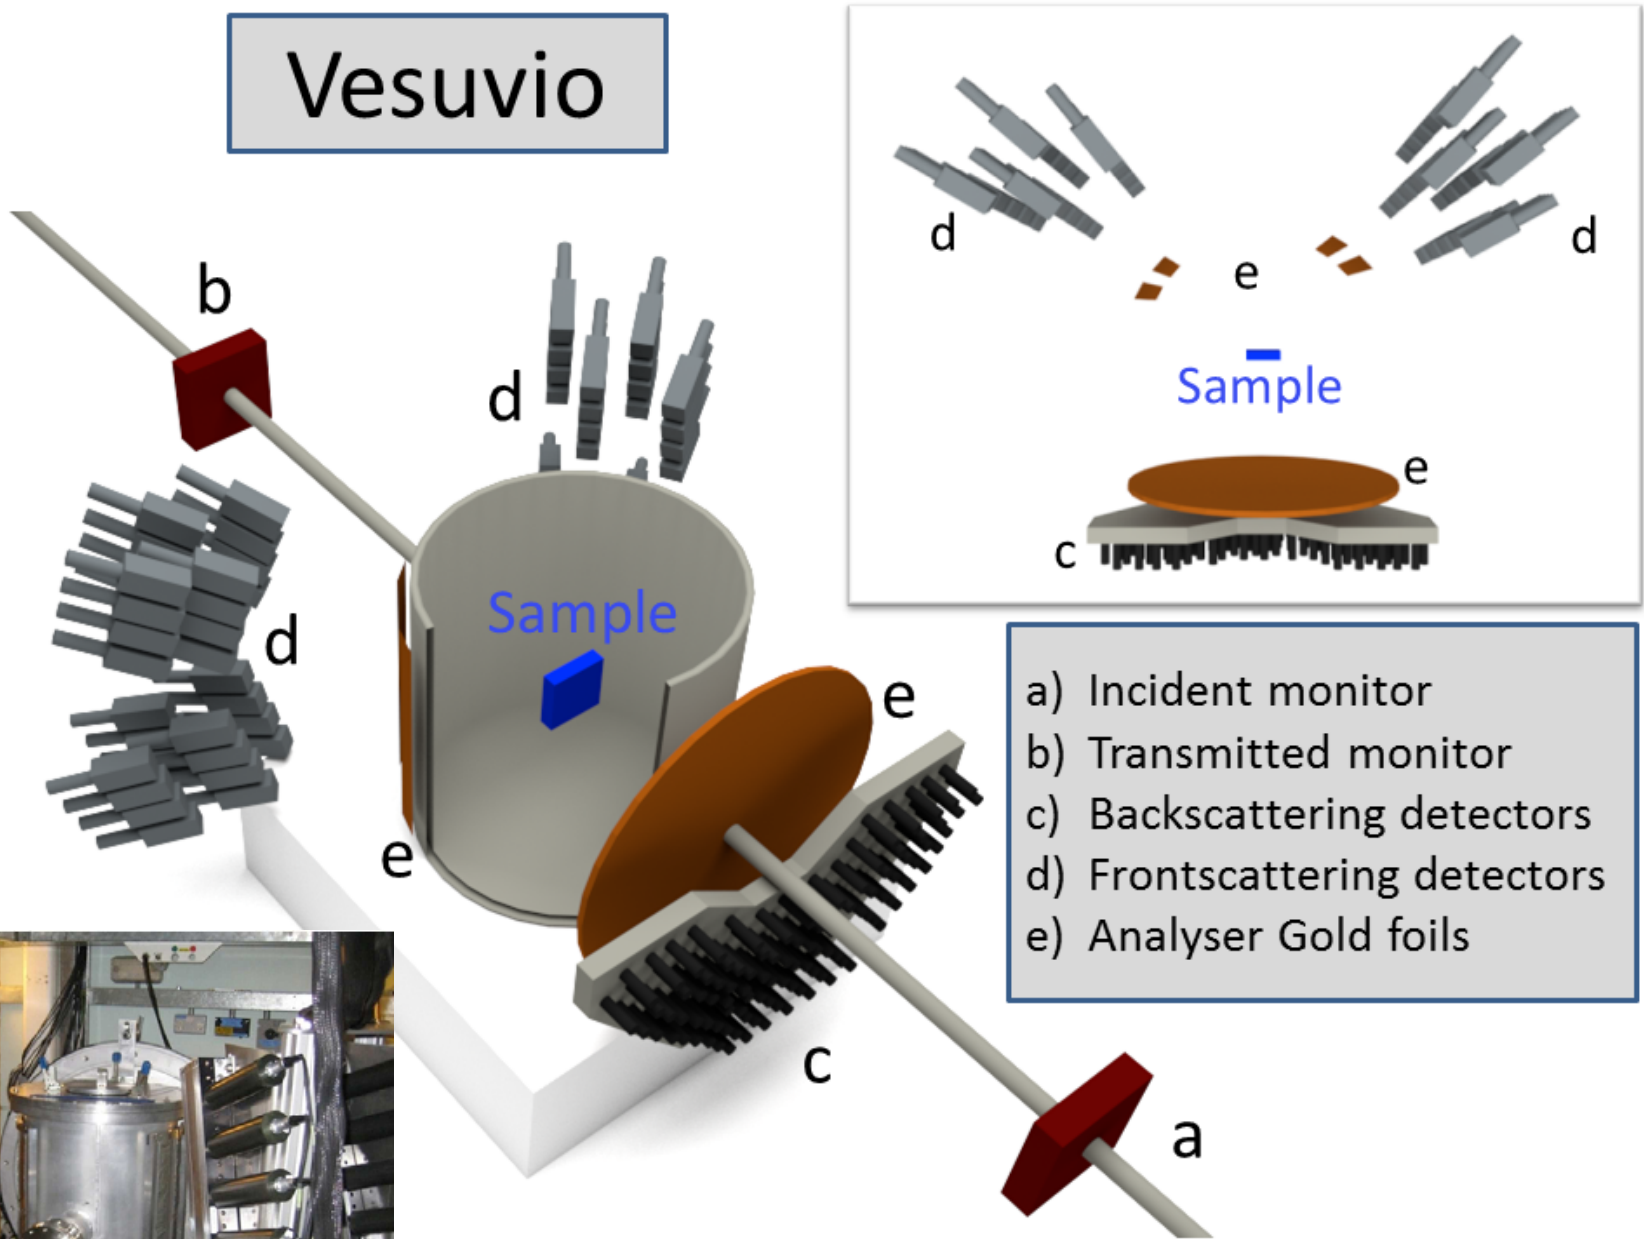 Vesuvio
b
d
d
Sample
e
e
c
a
d
d
e
Sample
e
c
a) Incident monitor
b) Transmitted monitor
c) Backscattering detectors
d) Frontscattering detectors
e) Analyser Gold foils